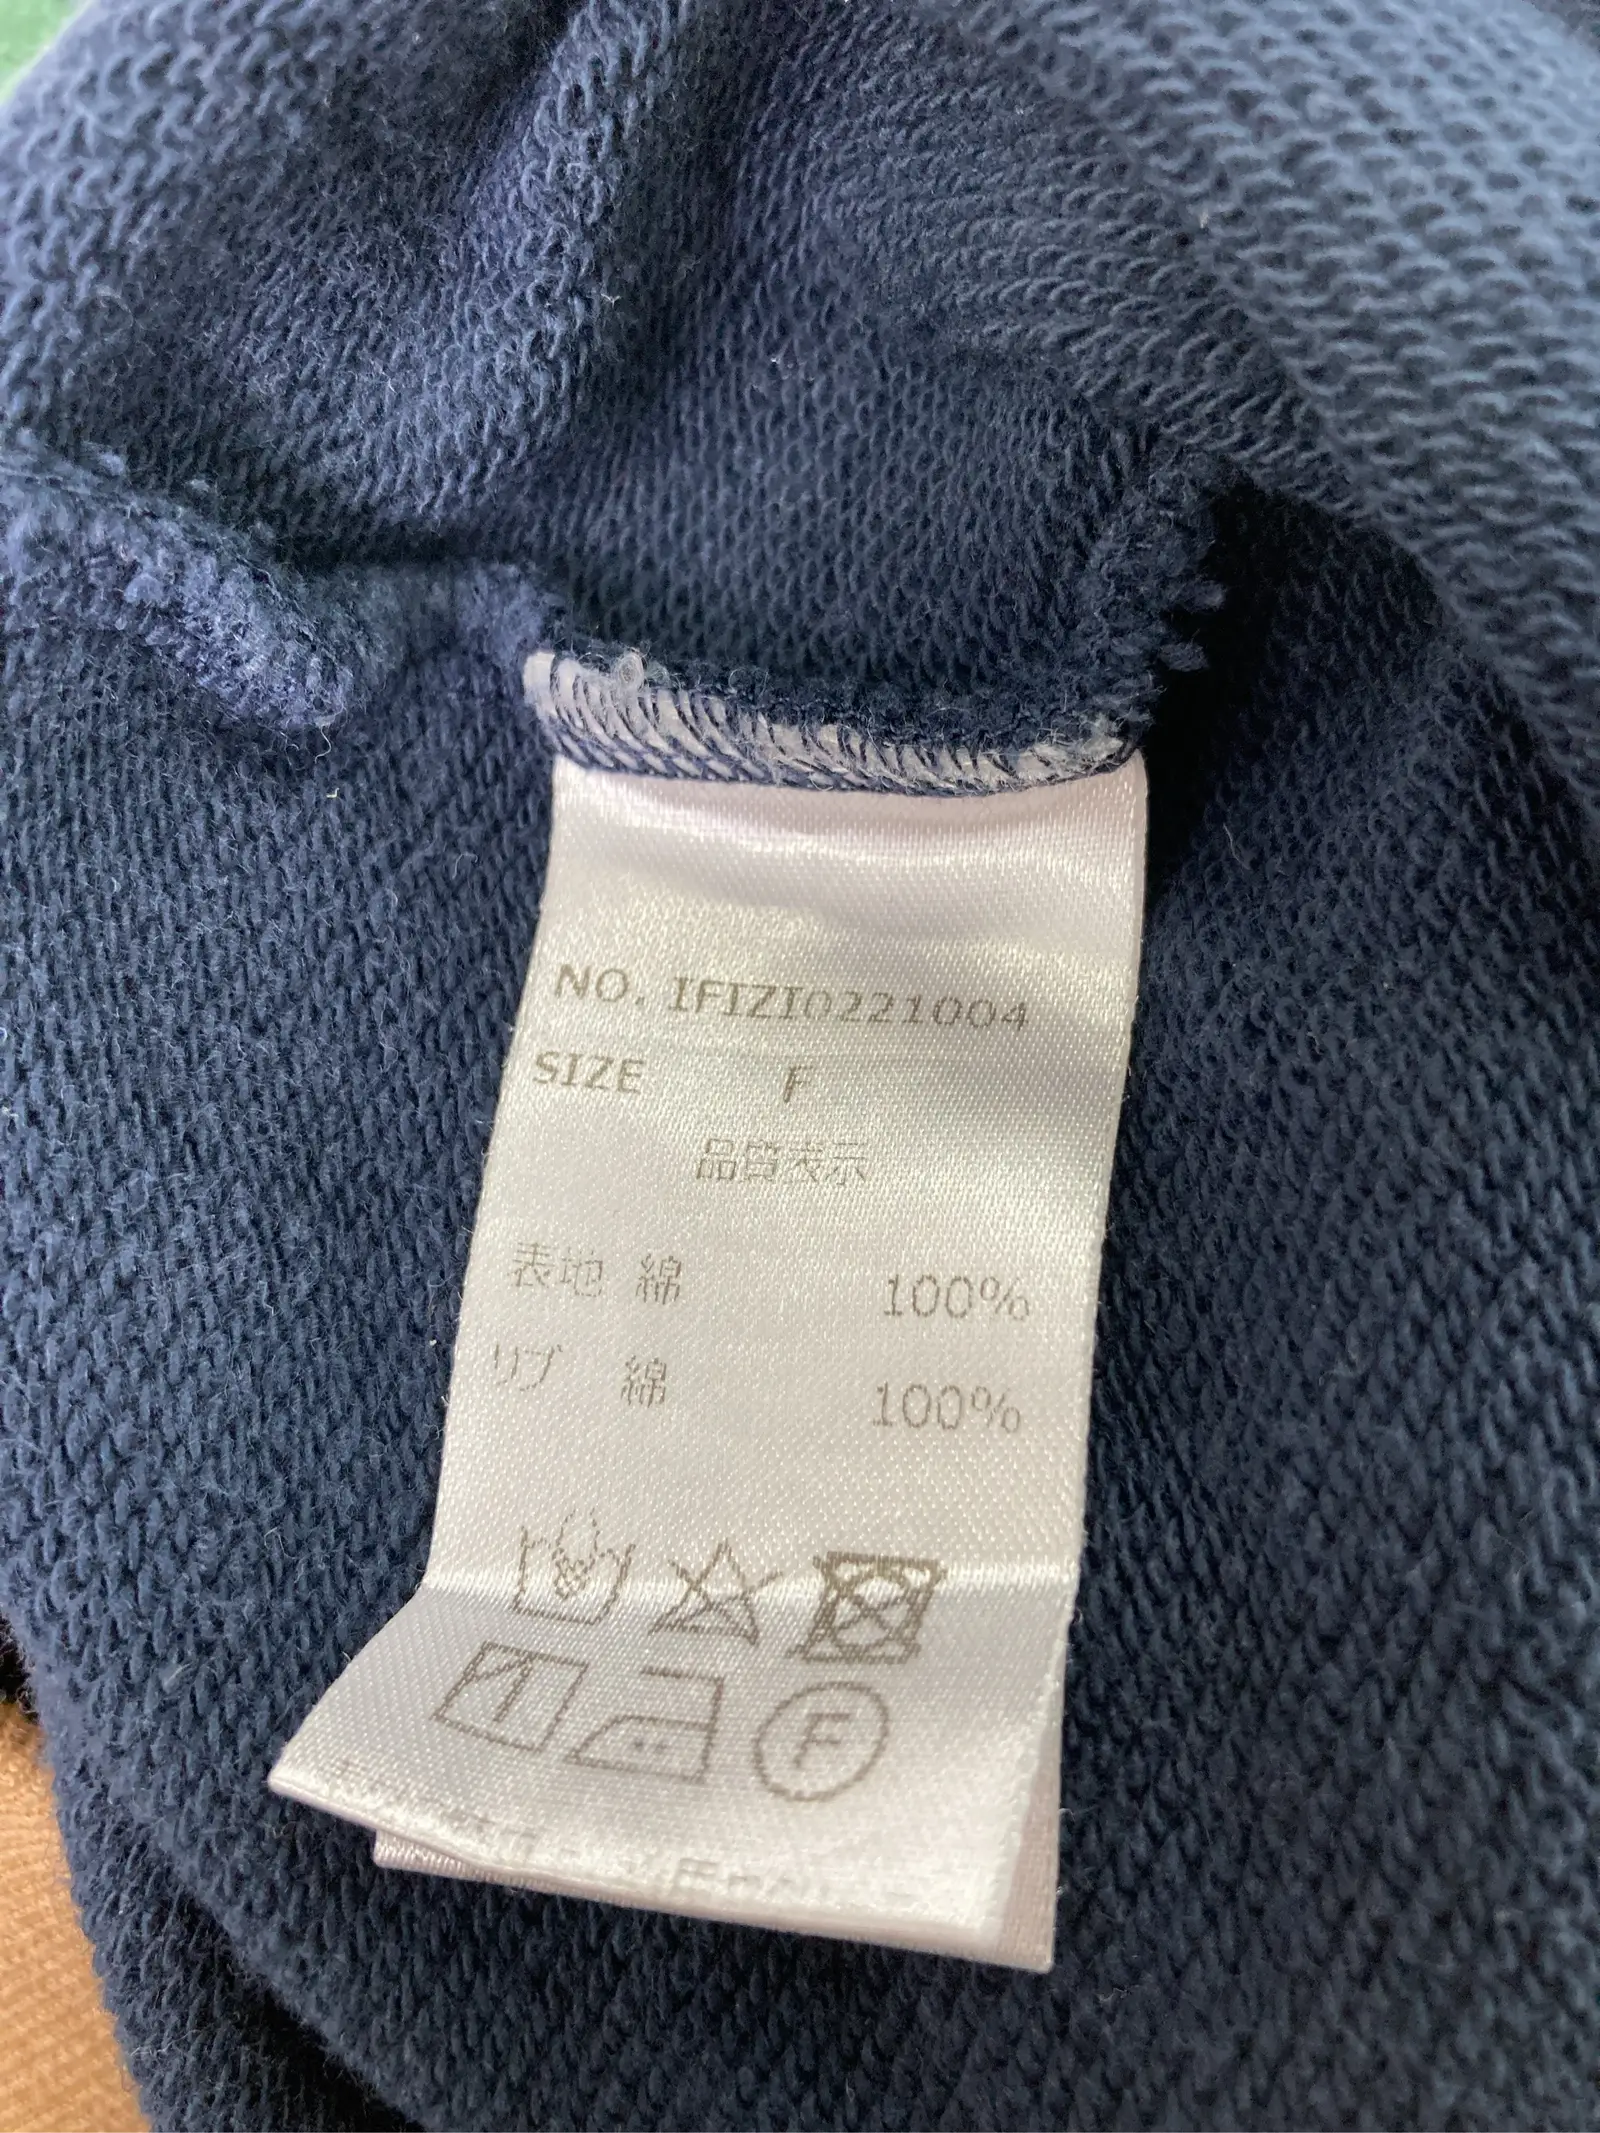 NO. IFIZI0221004
SIZE F
品質表示
表地 綿 100%
リブ 綿 100%
F